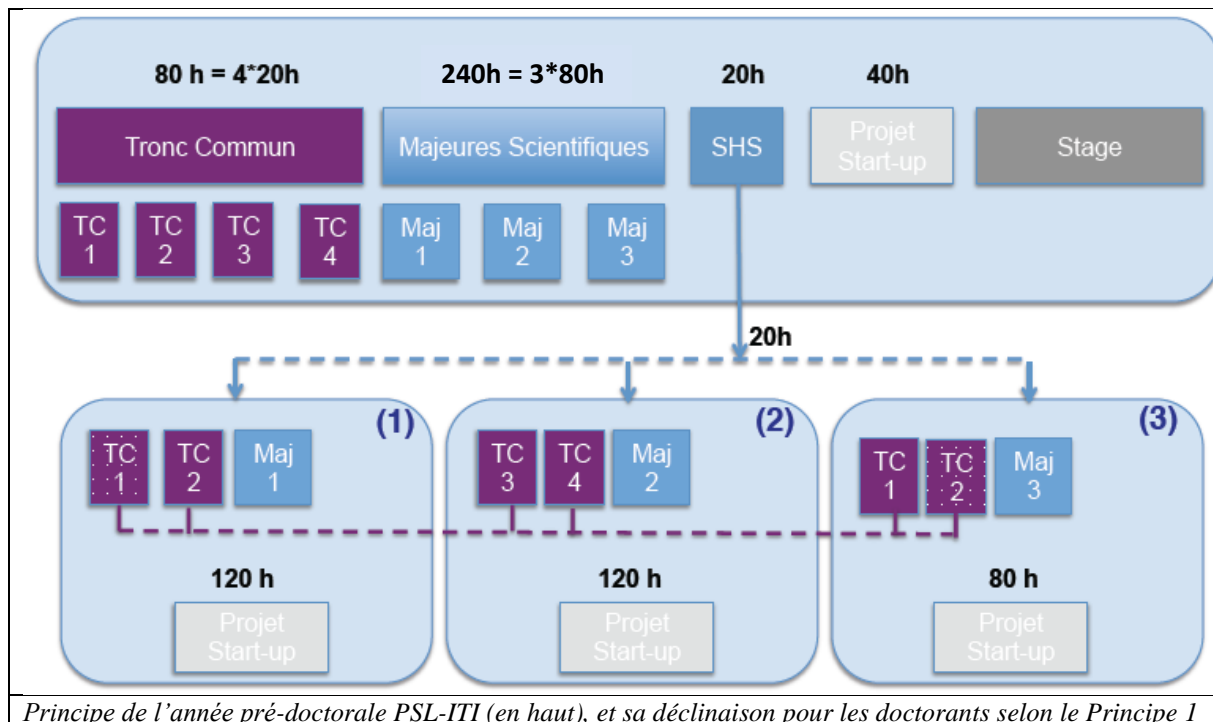 80 h = 4*20h
240h = 3*80h
20h
40h
Tronc Commun
Majeures Scientifiques
SHS
Projet
Start-up
Stage
TC
1
TC
2
TC
3
TC
4
Maj
1
Maj
2
Maj
3
20h
(1)
TC
1
TC
2
Maj
1
120 h
Projet
Start-up
(2)
TC
3
TC
4
Maj
2
120 h
Projet
Start-up
(3)
TC
1
TC
2
Maj
3
80 h
Projet
Start-up
Principe de l'année pré-doctorale PSL-ITI (en haut), et sa déclinaison pour les doctorants selon le Principe 1